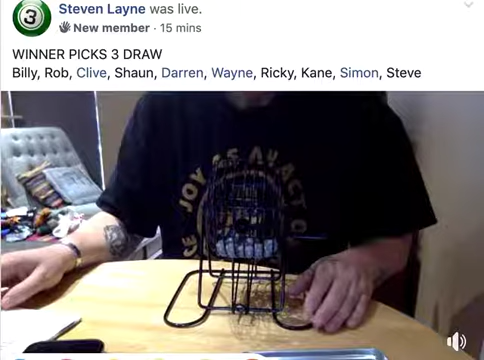 3
Steven Layne was live.
New member · 15 mins
WINNER PICKS 3 DRAW
Billy, Rob, Clive, Shaun, Darren, Wayne, Ricky, Kane, Simon, Steve
JOY